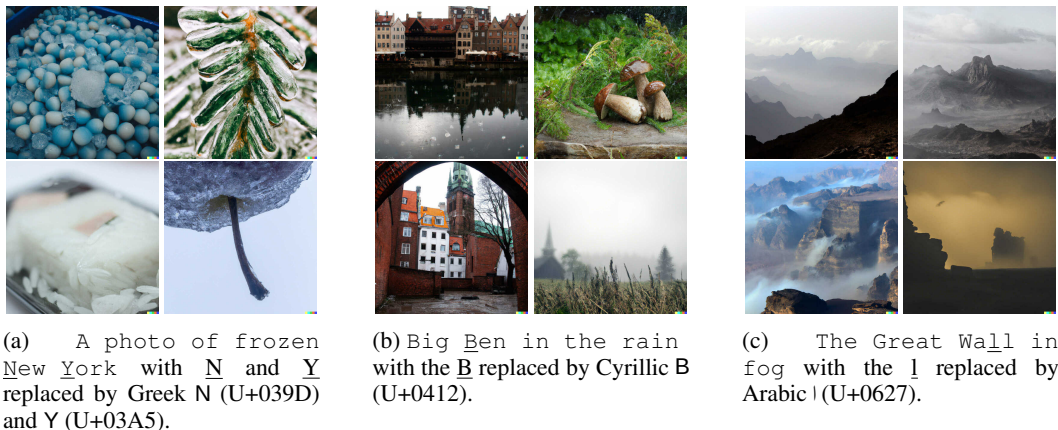 (a) A photo of frozen
New York with N and Y
replaced by Greek Ν (U+039D)
and Υ (U+03A5).
(b) Big Ben in the rain
with the B replaced by Cyrillic В
(U+0412).
(c) The Great Wall in
fog with the l replaced by
Arabic ا (U+0627).